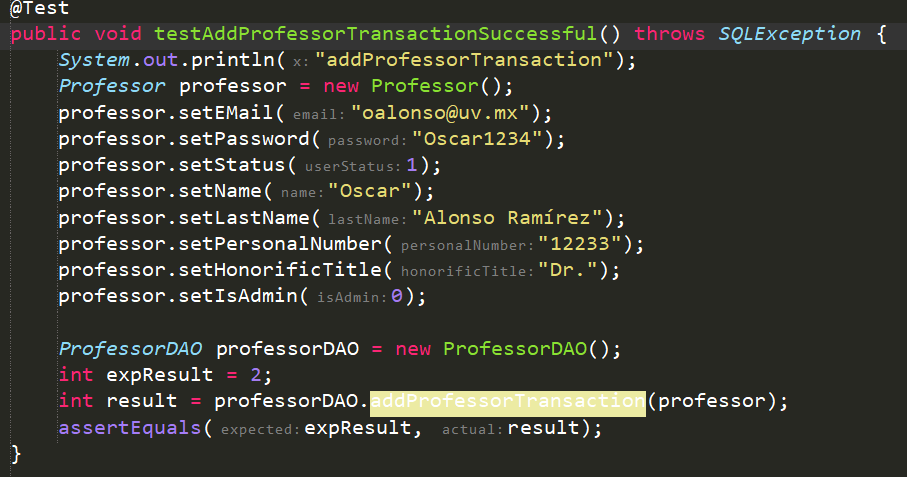 @Test
public void testAddProfessorTransactionSuccessful() throws SQLException {
    System.out.println( x: "addProfessorTransaction");
    Professor professor = new Professor();
    professor.setEMail( email: "oalonso@uv.mx");
    professor.setPassword( password: "Oscar1234");
    professor.setStatus( userStatus: 1);
    professor.setName( name: "Oscar");
    professor.setLastName( lastName: "Alonso Ramírez");
    professor.setPersonalNumber( personalNumber: "12233");
    professor.setHonorificTitle( honorificTitle: "Dr.");
    professor.setIsAdmin( isAdmin: 0);
    ProfessorDAO professorDAO = new ProfessorDAO();
    int expResult = 2;
    int result = professorDAO.addProfessorTransaction(professor);
    assertEquals( expected: expResult, actual: result);
}